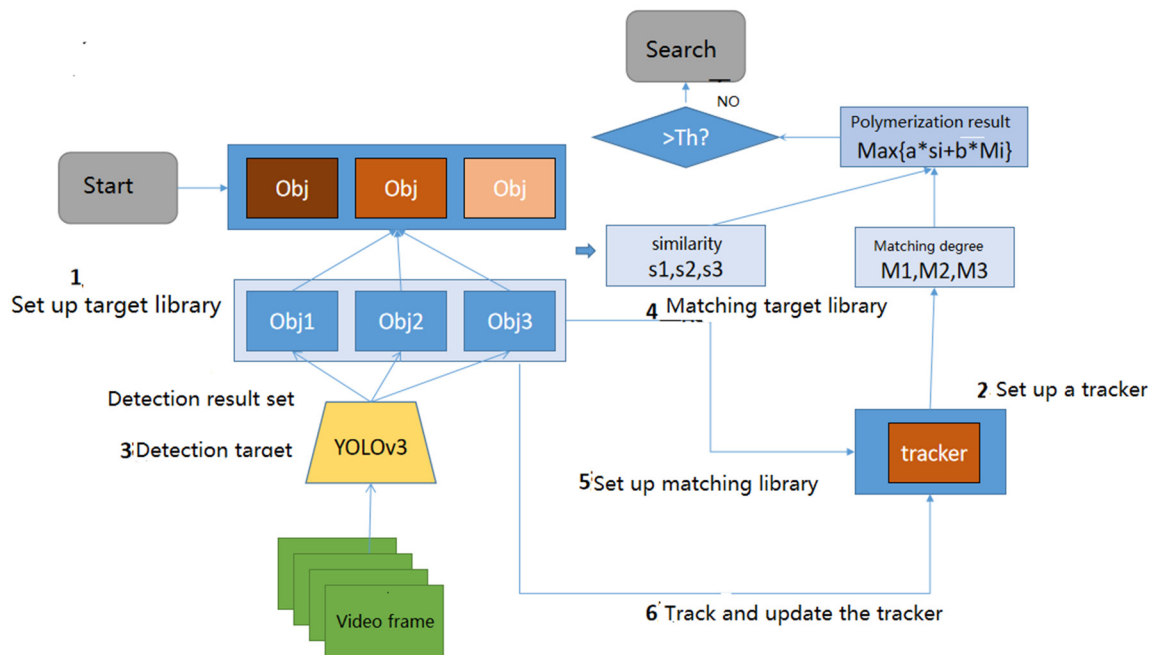 Search
NO
>Th?
Polymerization result
Max{a*si+b*Mi}
Start
Obj
Obj
Obj
similarity
s1,s2,s3
Matching degree
M1,M2,M3
1
Set up target library
Obj1
Obj2
Obj3
4 Matching target library
2 Set up a tracker
Detection result set
3 Detection target
YOLOv3
tracker
5 Set up matching library
Video frame
6 Track and update the tracker